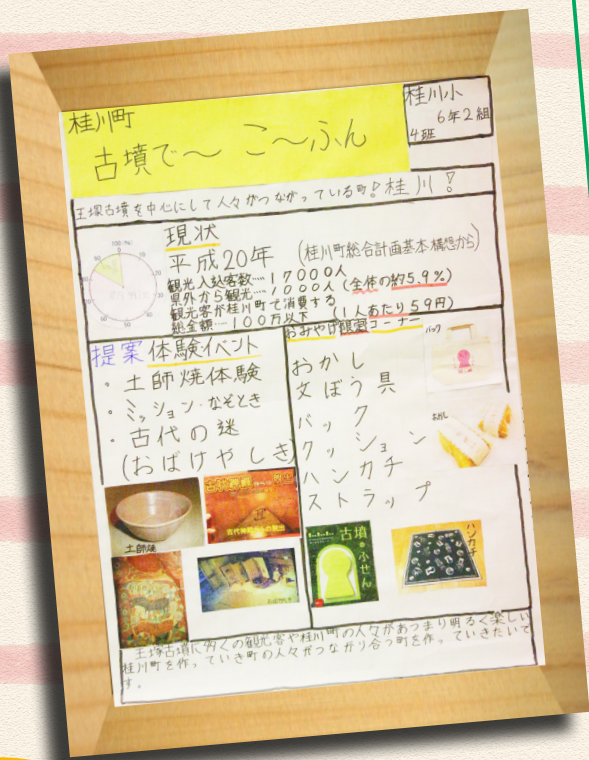 桂川町
古墳で〜 こ〜ふん
桂川小
6年2組
4班
王塚古墳を中心にして人々がつながっている町!桂川!
現状
平成20年 (桂川町総合計画基本構想から)
観光入込客数…17000人
県外から観光…1000人(全体の約5.9%)
観光客が桂川町で消費する
総金額…100万以下 (1人あたり59円)
提案 体験イベント
・土師焼体験
・ミッション・なぞとき
・古代の迷
(おばけやしき)
土師焼
おみやげ コーナー
おかし
文ぼう具
バック
クッション
ハンカチ
ストラップ
バック
おかし
古墳のふせん
ハンカチ
王塚古墳に多くの観光客や桂川町の人々があつまり明るく楽しい
桂川町を作っていき町の人々がつながり合う町を作っていきたいで
す。